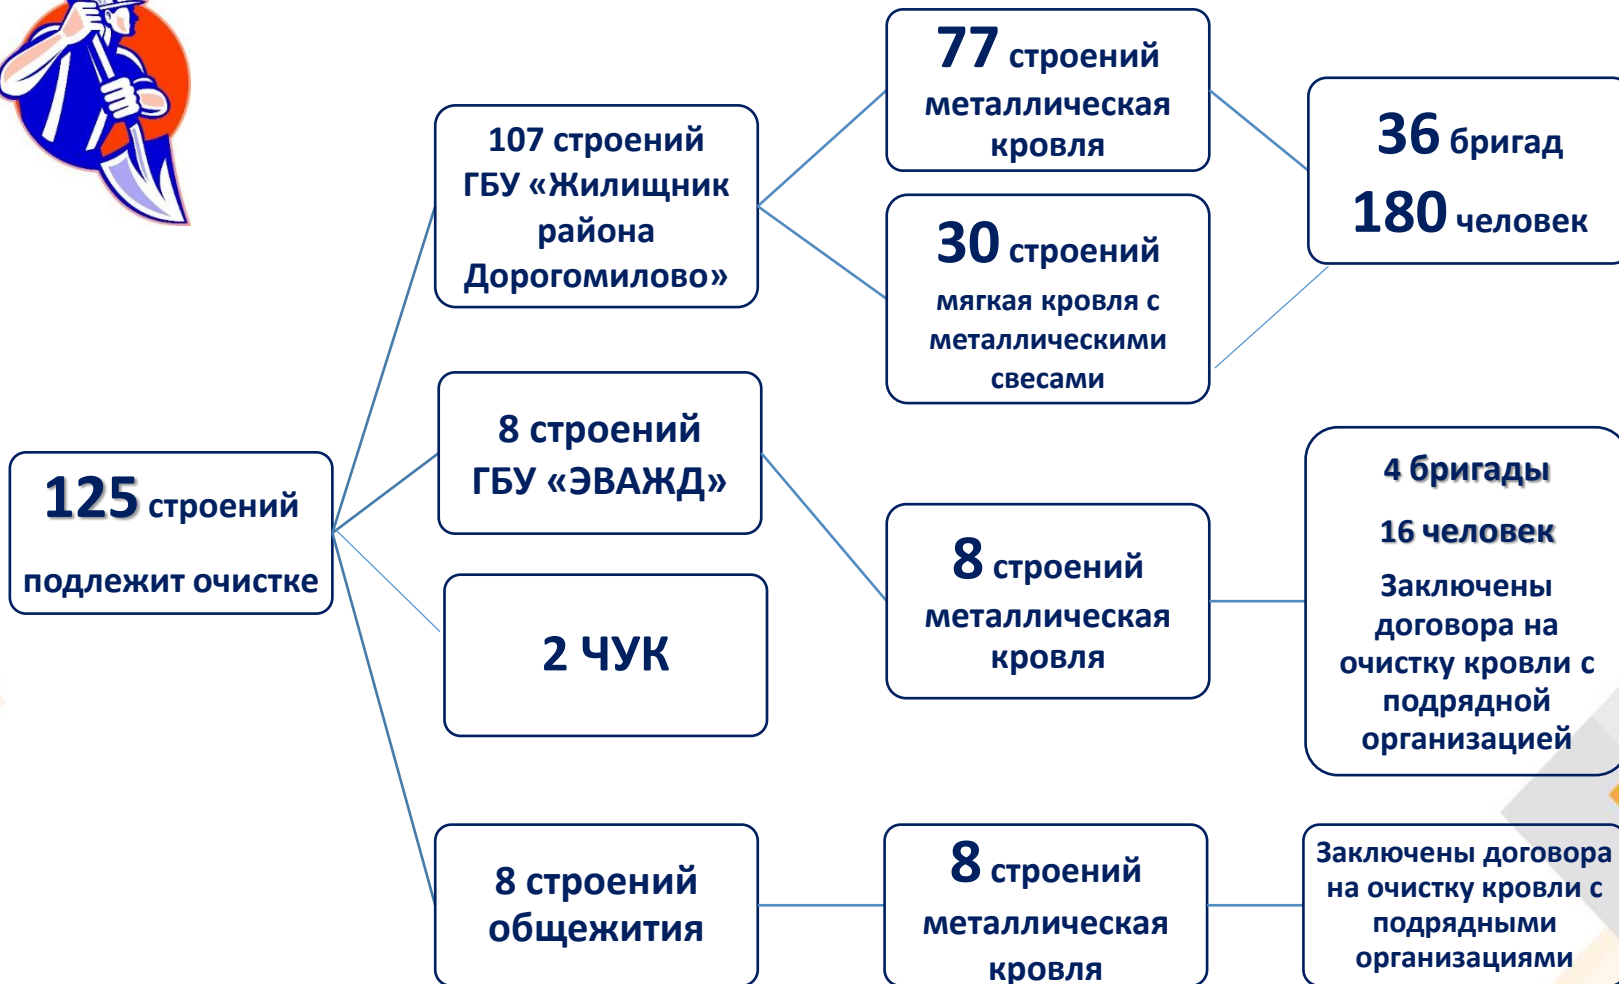 125 строений
подлежит очистке
107 строений
ГБУ «Жилищник
района
Дорогомилово»
8 строений
ГБУ «ЭВАЖД»
2 ЧУК
8 строений
общежития
77 строений
металлическая
кровля
30 строений
мягкая кровля с
металлическими
свесами
8 строений
металлическая
кровля
8 строений
металлическая
кровля
36 бригад
180 человек
4 бригады
16 человек
Заключены
договора на
очистку кровли с
подрядной
организацией
Заключены договора
на очистку кровли с
подрядными
организациями